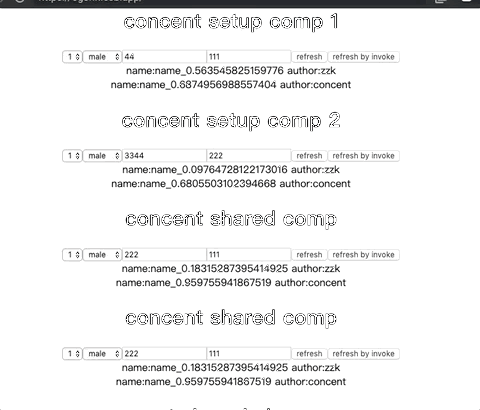 concent setup comp 1
1 male 44 111 refresh refresh by invoke
name:name_0.563545825159776 author:zzk
name:name_0.6874956988557404 author:concent
concent setup comp 2
1 male 3344 222 refresh refresh by invoke
name:name_0.09764728122173016 author:zzk
name:name_0.6805503102394668 author:concent
concent shared comp
1 male 222 111 refresh refresh by invoke
name:name_0.18315287395414925 author:zzk
name:name_0.959755941867519 author:concent
concent shared comp
1 male 222 111 refresh refresh by invoke
name:name_0.18315287395414925 author:zzk
name:name_0.959755941867519 author:concent